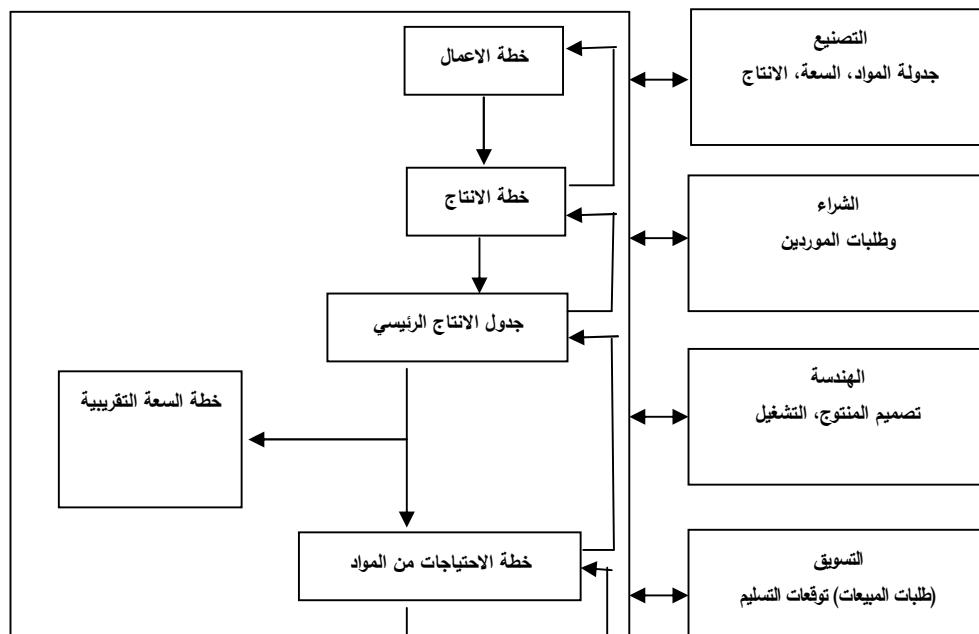 خطة الاعمال
خطة الانتاج
جدول الانتاج الرئيسي
خطة السعة التقريبية
خطة الاحتياجات من المواد
التصنيع
جدولة المواد، السعة، الانتاج
الشراء
وطلبات الموردين
الهندسة
تصميم المنتوج، التشغيل
التسويق
(طلبات المبيعات) توقعات التسليم